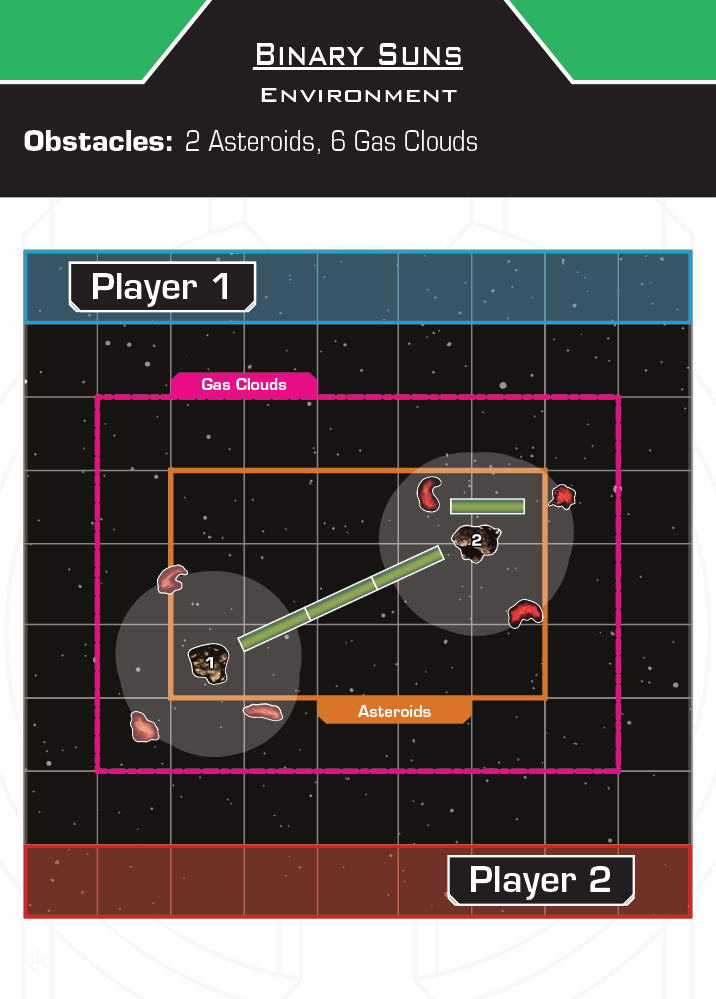 BINARY SUNS
ENVIRONMENT
Obstacles: 2 Asteroids, 6 Gas Clouds
Player 1
Gas Clouds
2
1
Asteroids
Player 2